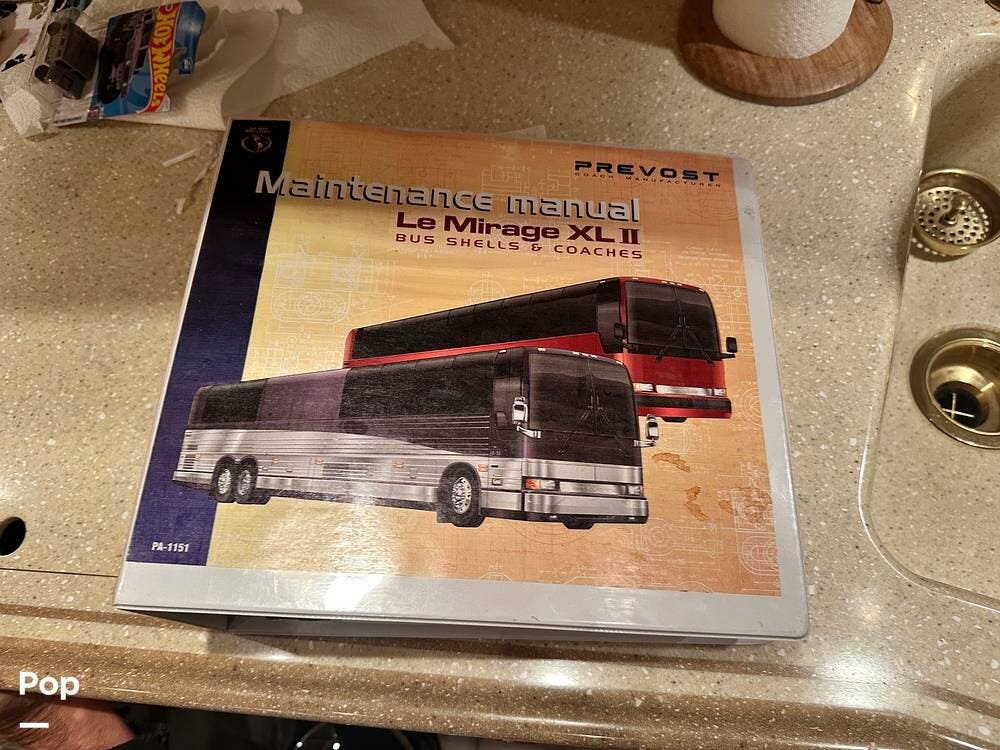 HOT WHEELS
PREVOST
COACH MANUFACTURER
Maintenance manual
Le Mirage XL II
BUS SHELLS & COACHES
PA-1151
Pop